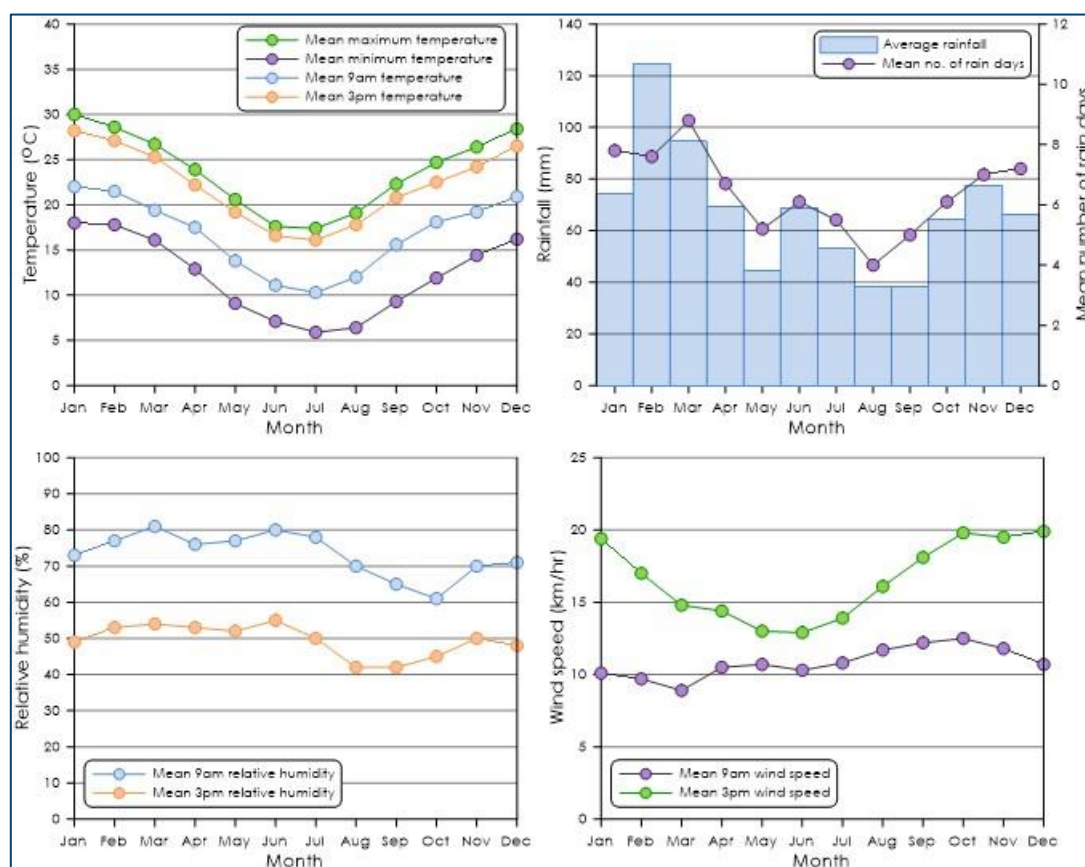 40
35
30
25
20
15
10
5
0
Temperature (°C)
Mean maximum temperature
Mean minimum temperature
Mean 9am temperature
Mean 3pm temperature
Jan Feb Mar Apr May Jun Jul Aug Sep Oct Nov Dec
Month
140
120
100
80
60
40
20
0
Rainfall (mm)
Average rainfall
Mean no. of rain days
12
10
8
6
4
2
0
Mean number of rain days
Jan Feb Mar Apr May Jun Jul Aug Sep Oct Nov Dec
Month
100
90
80
70
60
50
40
30
20
10
0
Relative humidity (%)
Mean 9am relative humidity
Mean 3pm relative humidity
Jan Feb Mar Apr May Jun Jul Aug Sep Oct Nov Dec
Month
25
20
15
10
5
0
Wind speed (km/hr)
Mean 9am wind speed
Mean 3pm wind speed
Jan Feb Mar Apr May Jun Jul Aug Sep Oct Nov Dec
Month